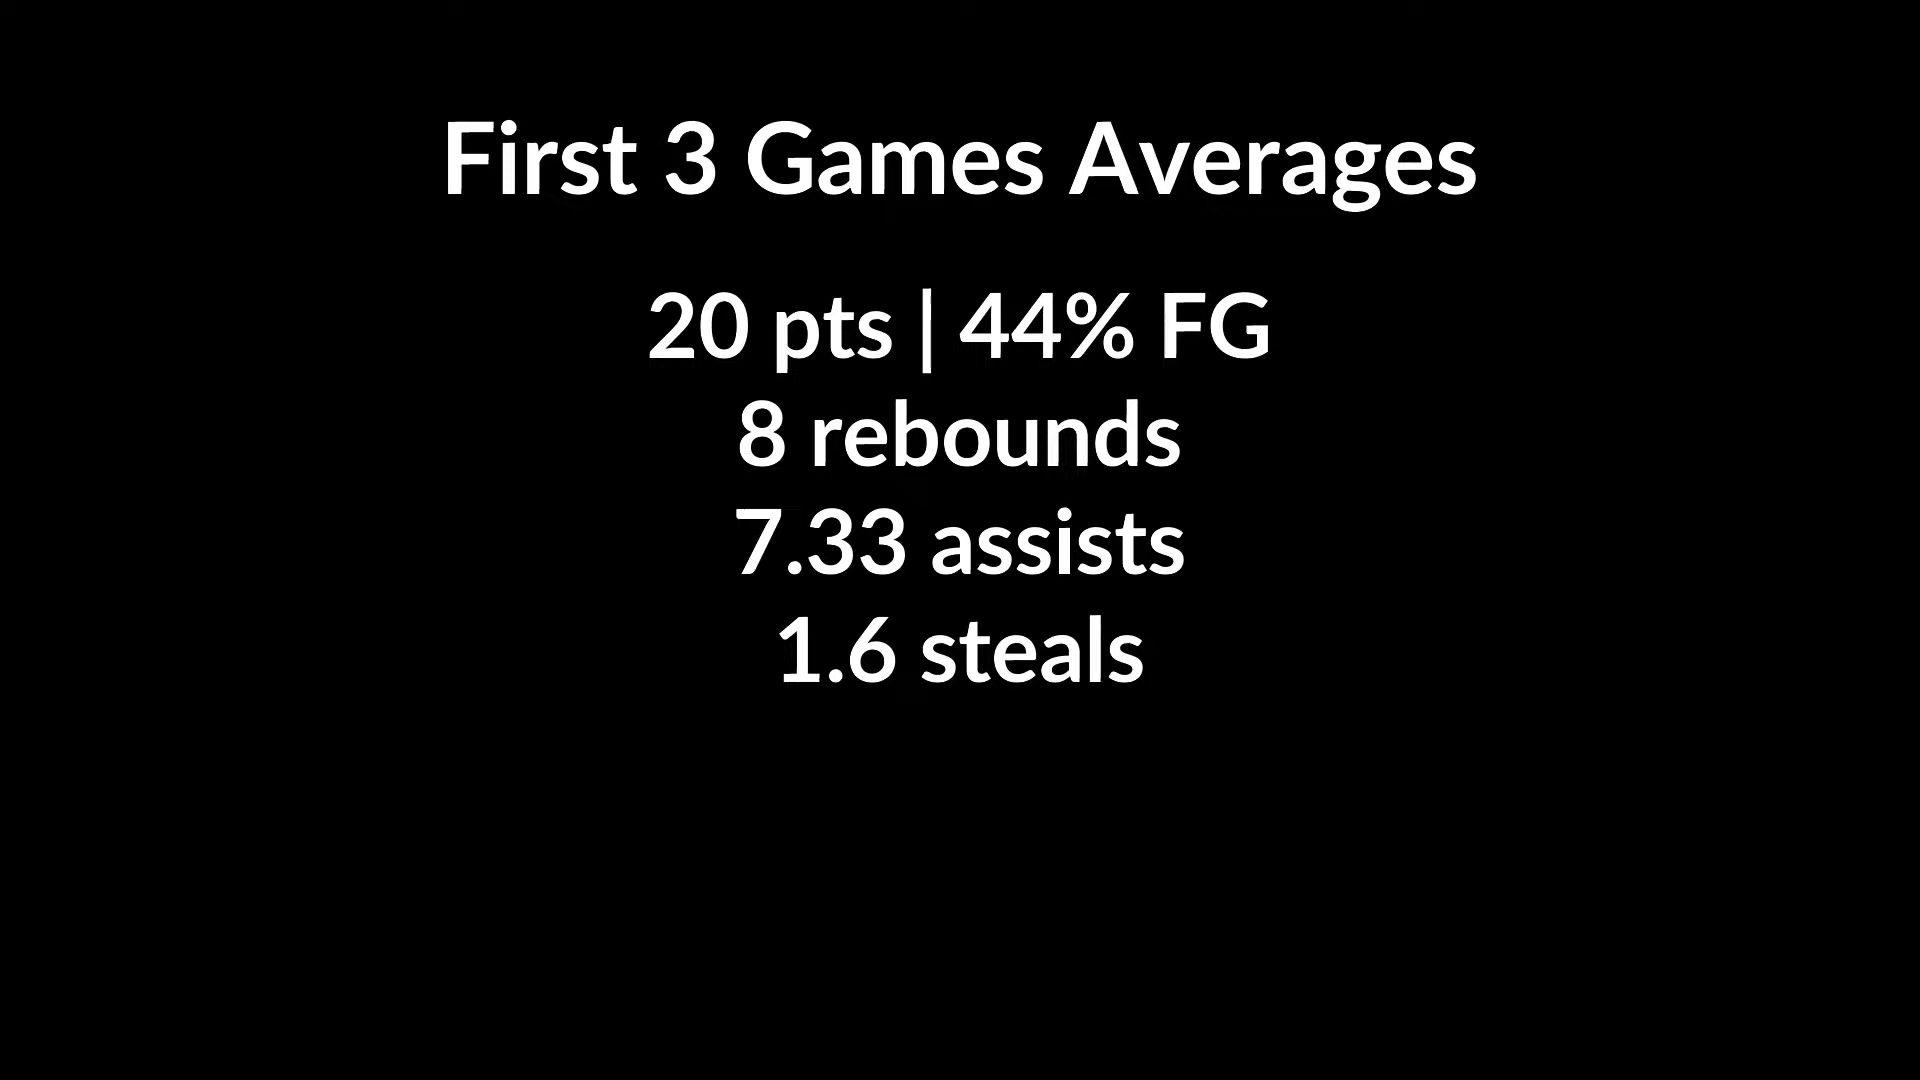 First 3 Games Averages
20 pts | 44% FG
8 rebounds
7.33 assists
1.6 steals